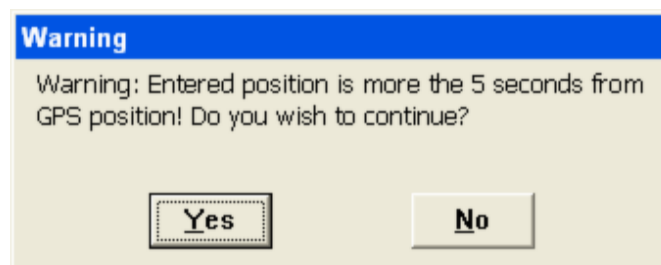 Warning
Warning: Entered position is more the 5 seconds from
GPS position! Do you wish to continue?
Yes No